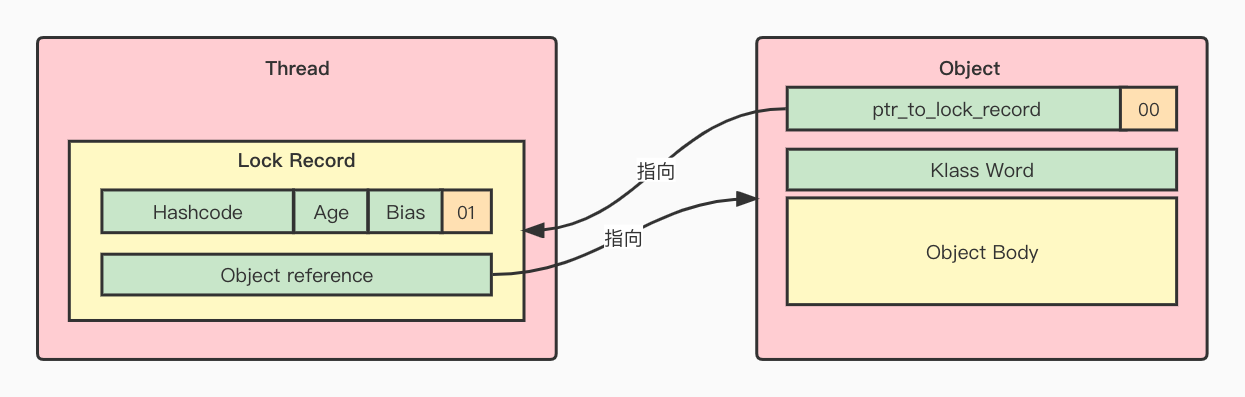 Thread
Lock Record
Hashcode Age Bias 01
Object reference
指向
指向
Object
ptr_to_lock_record 00
Klass Word
Object Body